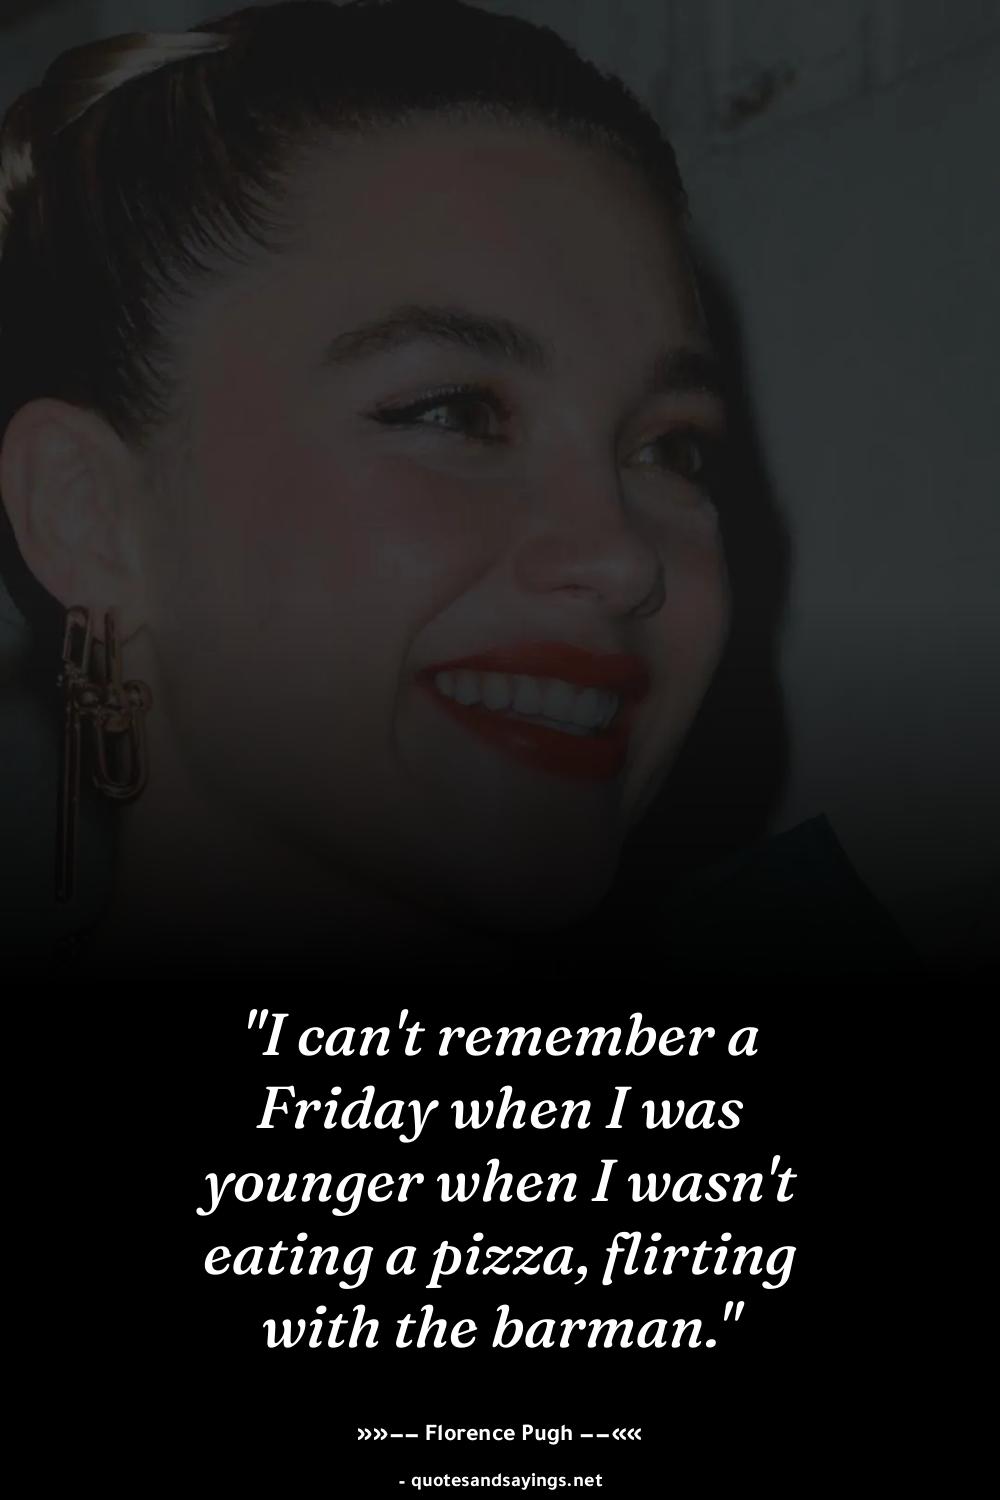 "I can't remember a
Friday when I was
younger when I wasn't
eating a pizza, flirting
with the barman."
»»–– Florence Pugh ––««
- quotesandsayings.net